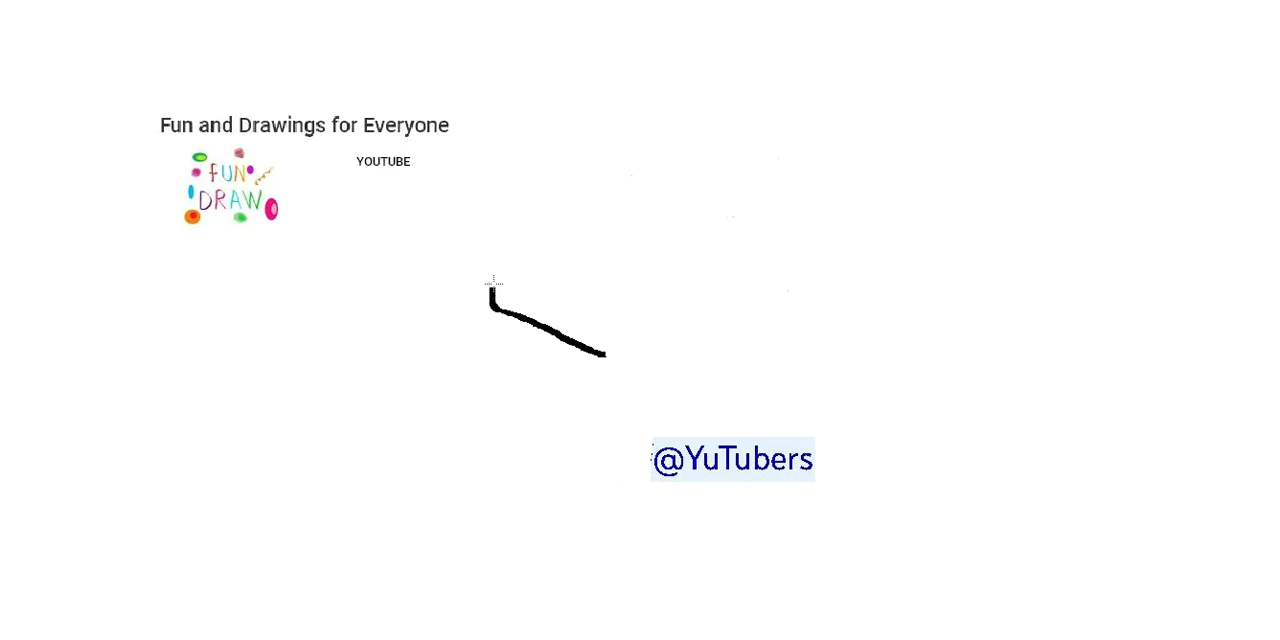 Fun and Drawings for Everyone
YOUTUBE
fUN
DRAW
@YuTubers